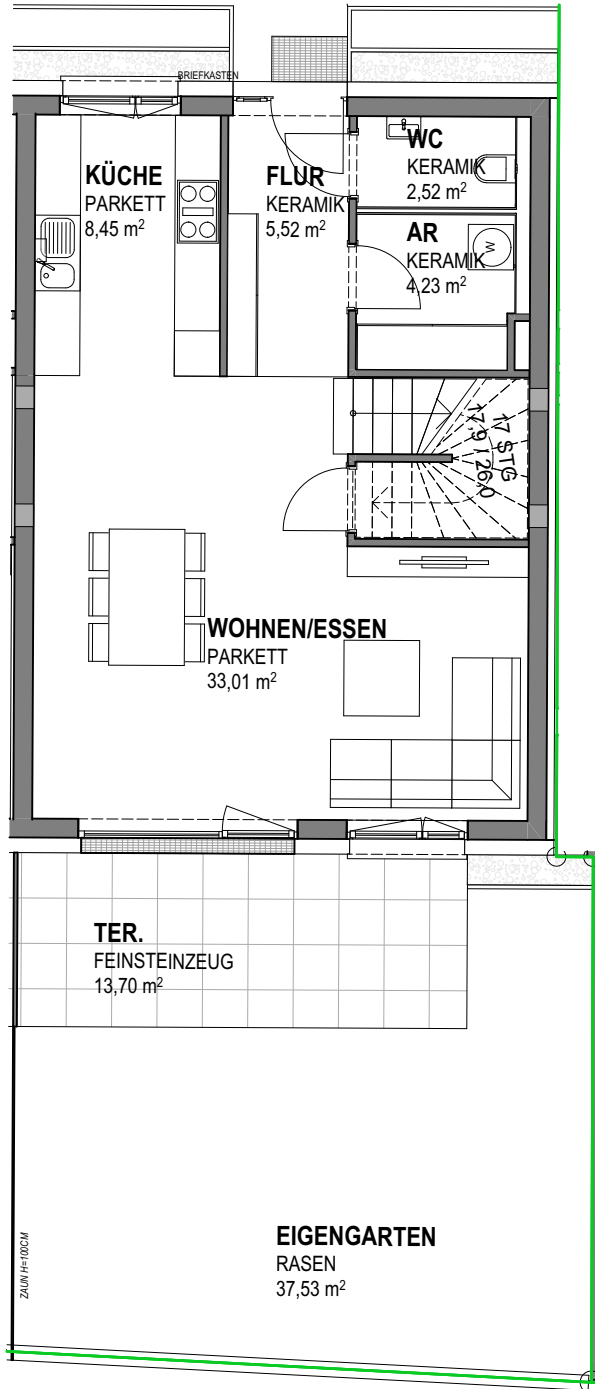 BRIEFKASTEN
KÜCHE
PARKETT
8,45 m²
FLUR
KERAMIK
5,52 m²
WC
KERAMIK
2,52 m²
AR
KERAMIK
4,23 m²
W
17 STG
17,9 / 26,0
WOHNEN/ESSEN
PARKETT
33,01 m²
TER.
FEINSTEINZEUG
13,70 m²
EIGENGARTEN
RASEN
37,53 m²
ZAUN H=100CM